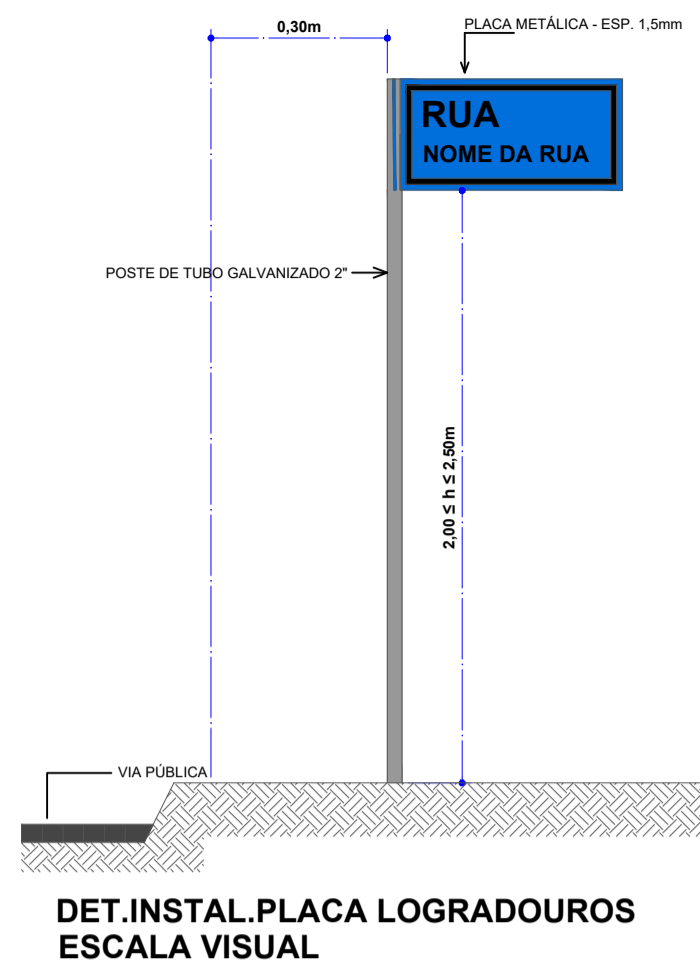 0,30m
PLACA METÁLICA - ESP. 1,5mm
RUA
NOME DA RUA
POSTE DE TUBO GALVANIZADO 2"
2,00 ≤ h ≤ 2,50m
VIA PÚBLICA
DET.INSTAL.PLACA LOGRADOUROS
ESCALA VISUAL